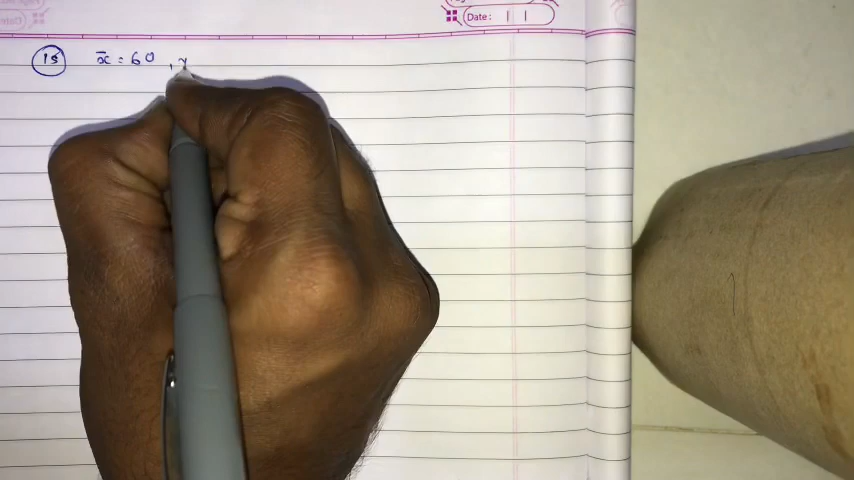 Date :
15 x̄ = 60 , x